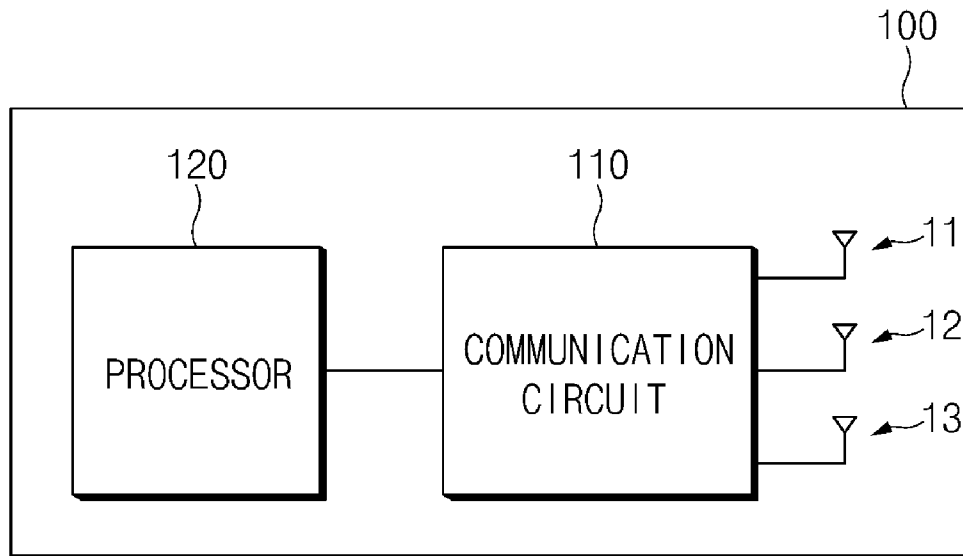 100
120
110
11
PROCESSOR
COMMUNICATION
CIRCUIT
12
13